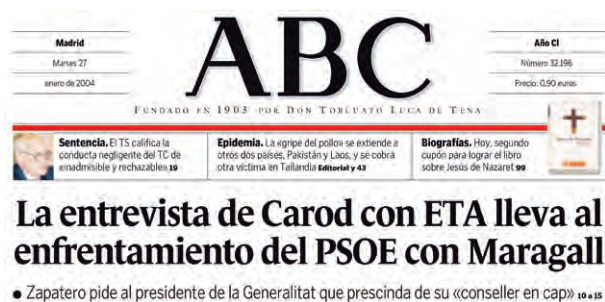 Madrid
Martes 27
enero de 2004
ABC
Año CI
Número 32.196
Precio: 0,90 euros
FUNDADO EN 1903 POR DON TORCUATO LUCA DE TENA
Sentencia. El TS califica la
conducta negligente del TC de
«inadmisible y rechazable» 19
Epidemia. La «gripe del pollo» se extiende a
otros dos países, Pakistán y Laos, y se cobra
otra víctima en Tailandia Editorial y 43
Biografías. Hoy, segundo
cupón para lograr el libro
sobre Jesús de Nazaret 99
La entrevista de Carod con ETA lleva al
enfrentamiento del PSOE con Maragall
● Zapatero pide al presidente de la Generalitat que prescinda de su «conseller en cap» 10 a 15